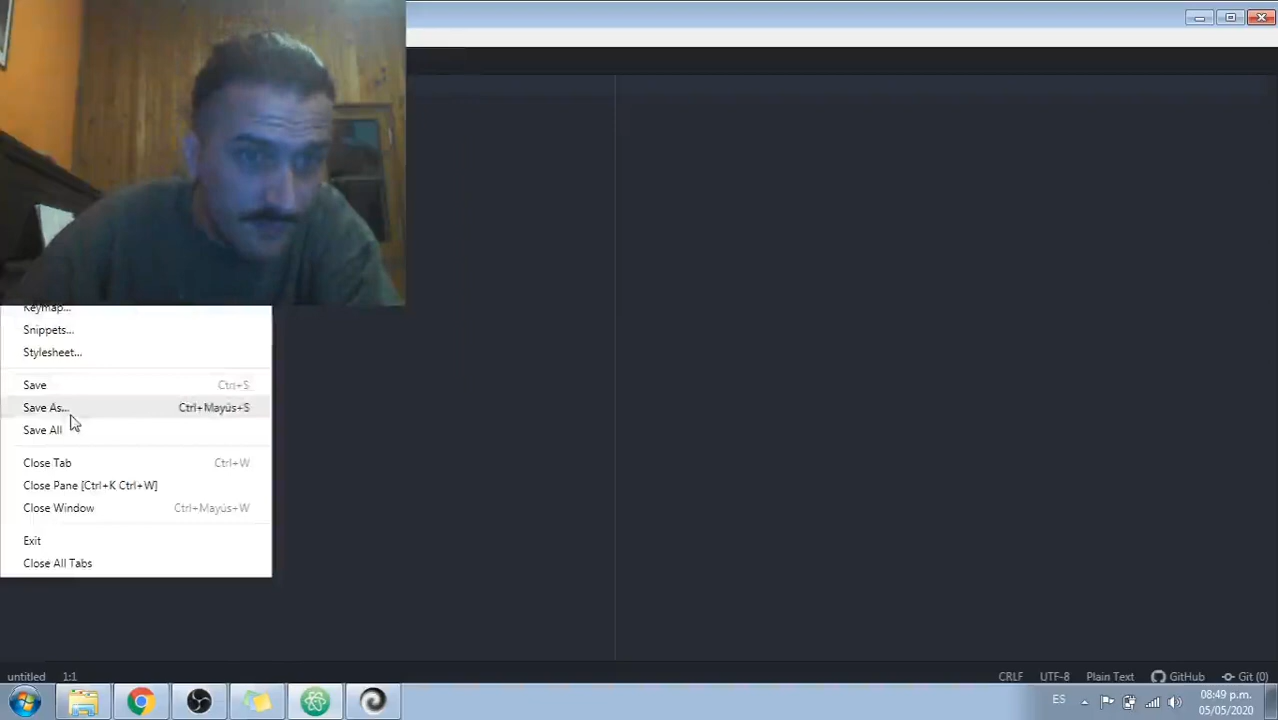 Keymap...
Snippets...
Stylesheet...
Save Ctrl+S
Save As... Ctrl+Mayús+S
Save All
Close Tab Ctrl+W
Close Pane [Ctrl+K Ctrl+W]
Close Window Ctrl+Mayús+W
Exit
Close All Tabs
untitled 1:1 CRLF UTF-8 Plain Text GitHub Git (0)
ES 08:49 p.m.
05/05/2020